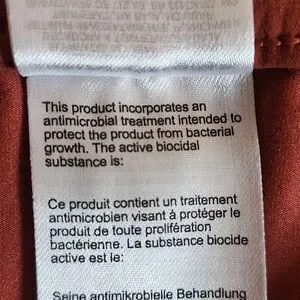 This product incorporates an
antimicrobial treatment intended to
protect the product from bacterial
growth. The active biocidal
substance is:
Ce produit contient un traitement
antimicrobien visant à protéger le
produit de toute prolifération
bactérienne. La substance biocide
active est le:
Seine antimikrobielle Behandlung